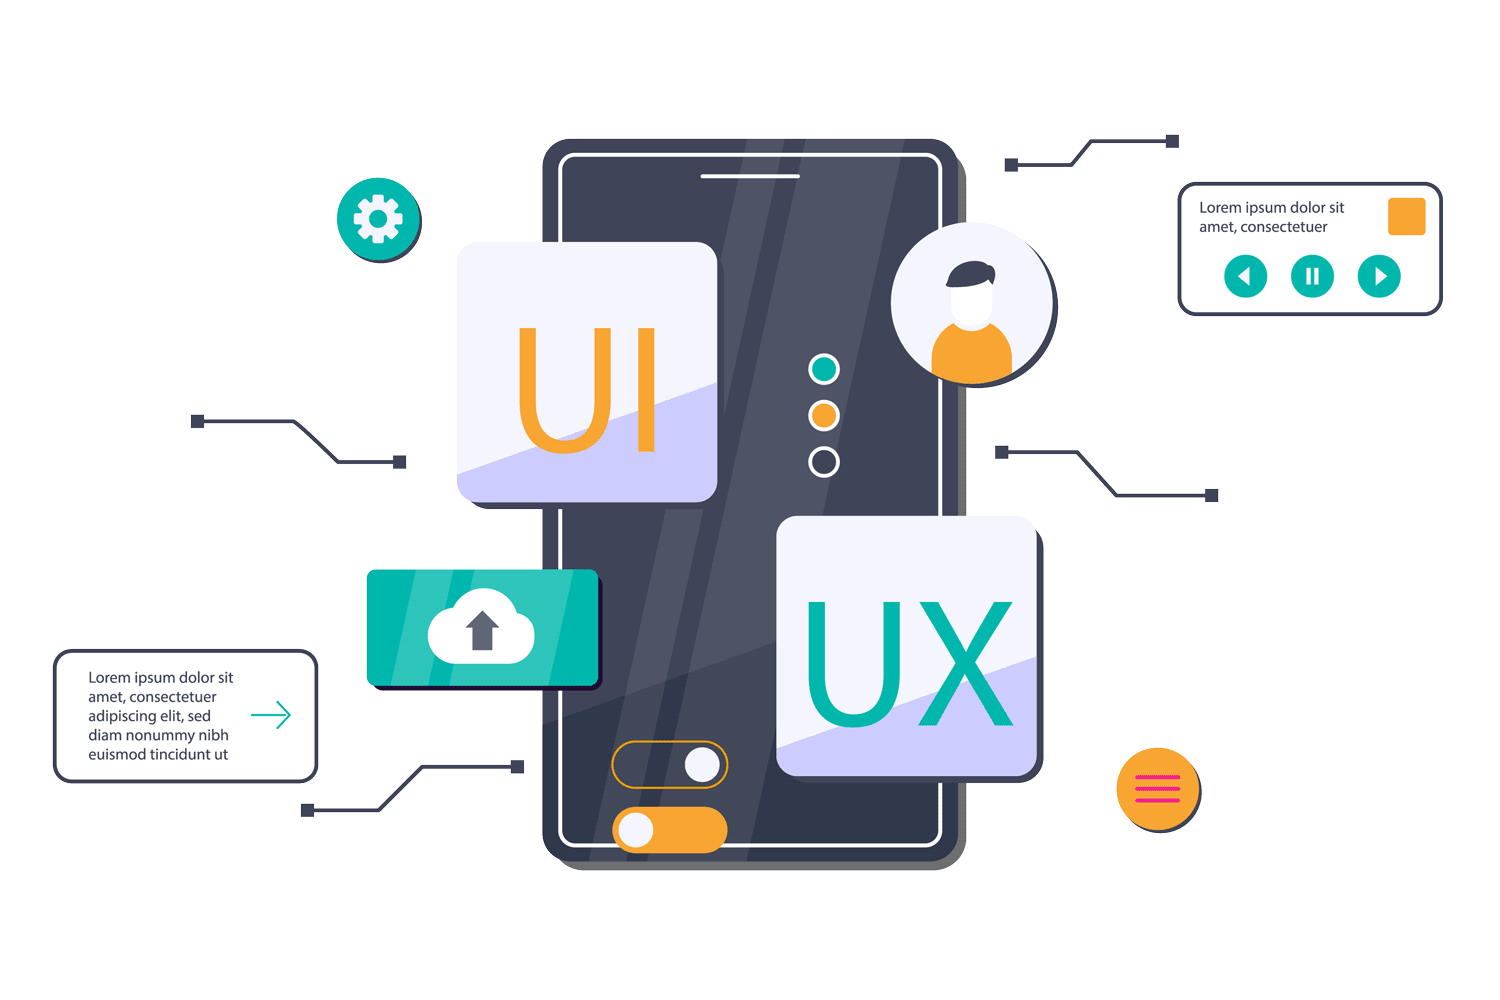 Lorem ipsum dolor sit
amet, consectetuer
UI
UX
Lorem ipsum dolor sit
amet, consectetuer
adipiscing elit, sed
diam nonummy nibh
euismod tincidunt ut